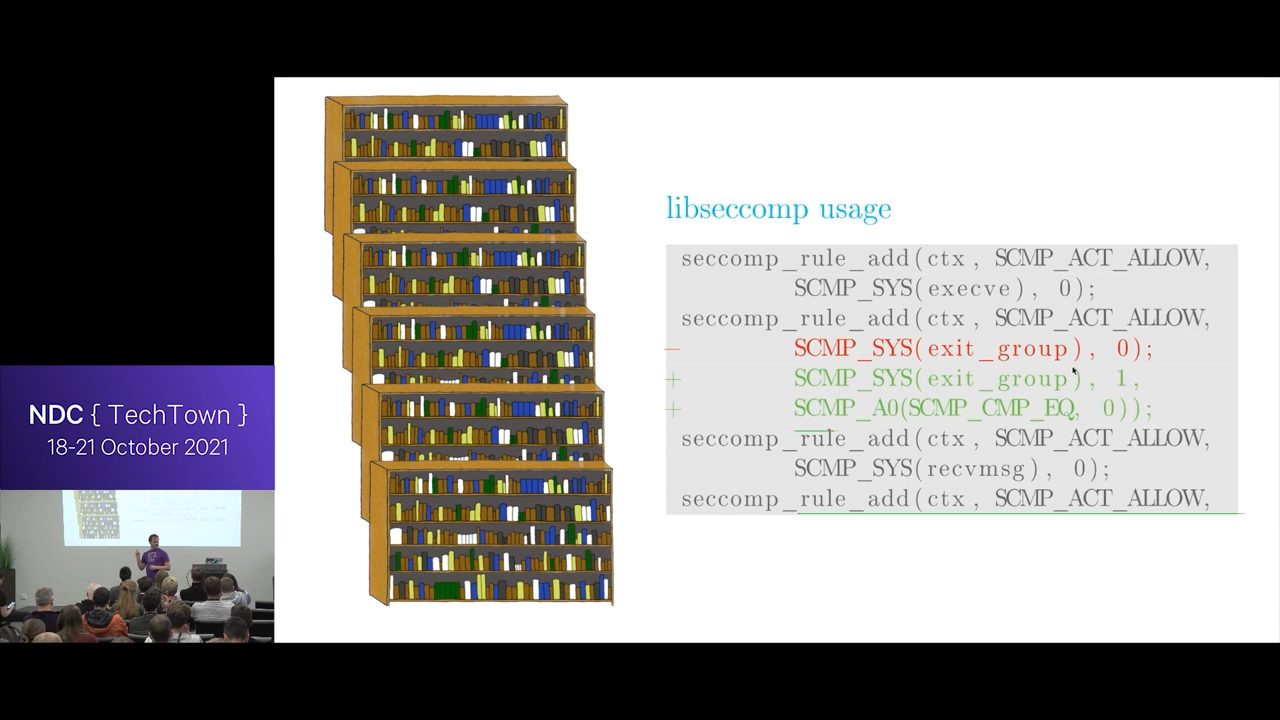 libseccomp usage
seccomp_rule_add(ctx, SCMP_ACT_ALLOW,
SCMP_SYS(execve), 0);
seccomp_rule_add(ctx, SCMP_ACT_ALLOW,
- SCMP_SYS(exit_group), 0);
+ SCMP_SYS(exit_group), 1,
+ SCMP_A0(SCMP_CMP_EQ, 0));
seccomp_rule_add(ctx, SCMP_ACT_ALLOW,
SCMP_SYS(recvmsg), 0);
seccomp_rule_add(ctx, SCMP_ACT_ALLOW,
NDC { TechTown }
18-21 October 2021